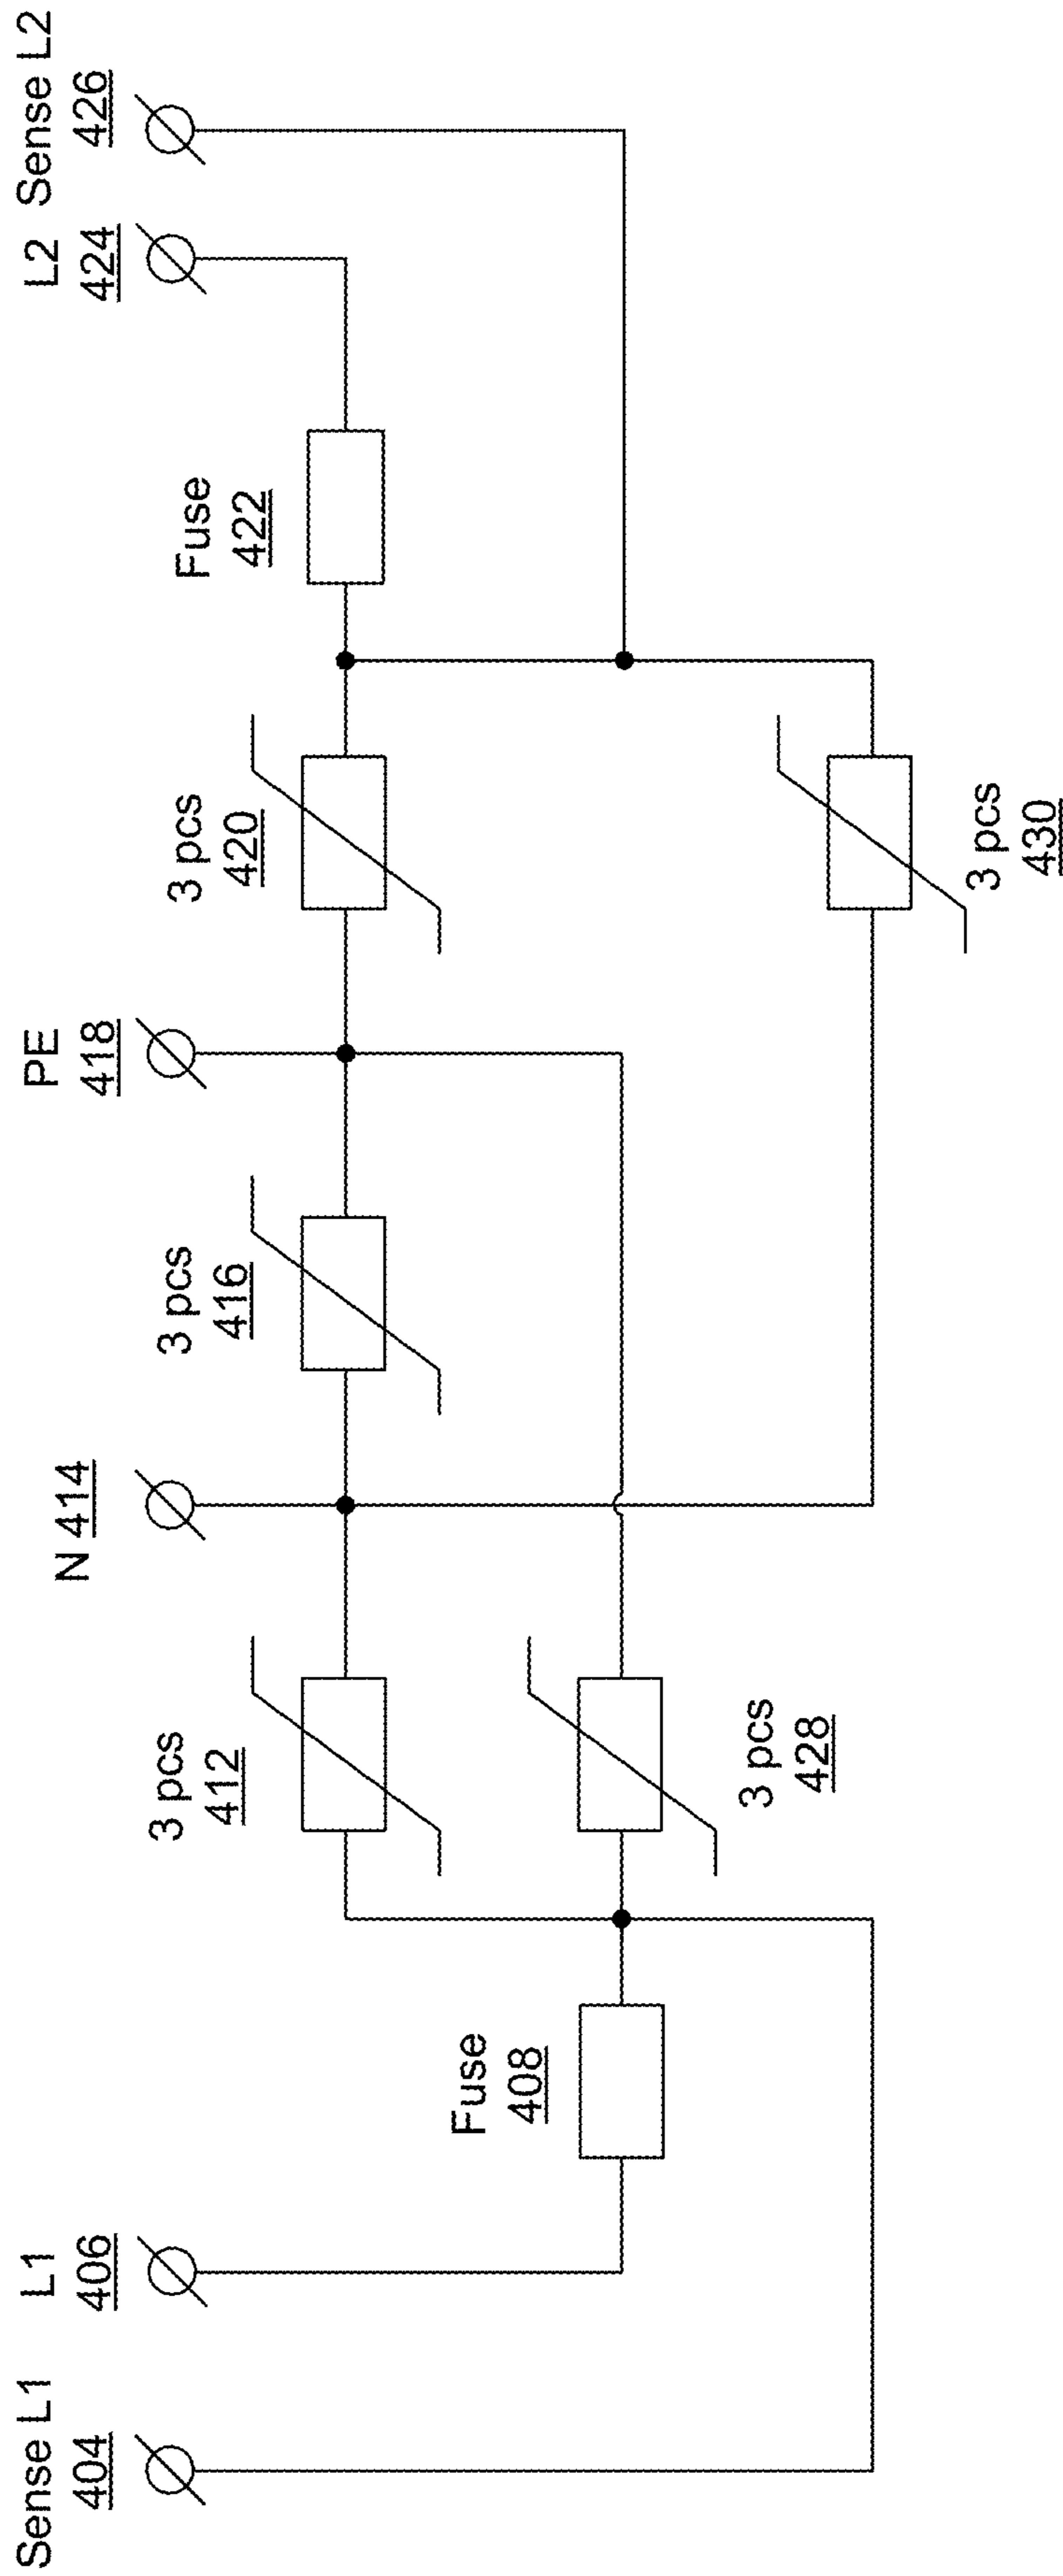 Sense L1
404
L1
406
Fuse
408
3 pcs
412
3 pcs
428
N 414
3 pcs
416
PE
418
3 pcs
420
3 pcs
430
Fuse
422
L2
424
Sense L2
426